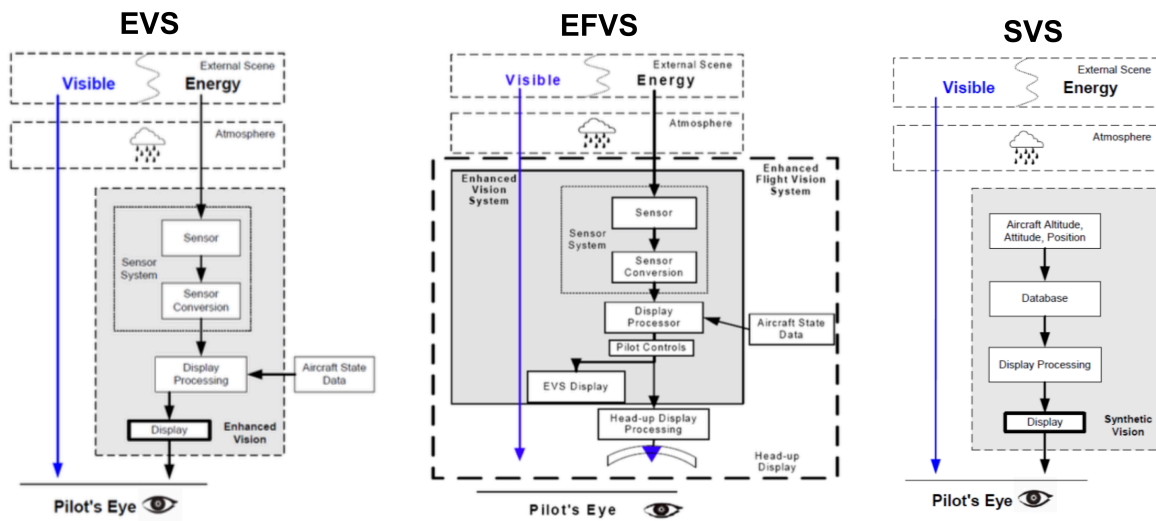 EVS
External Scene
Visible
Energy
Atmosphere
Sensor
Sensor
System
Sensor
Conversion
Display
Processing
Aircraft State
Data
Display
Enhanced
Vision
Pilot's Eye
EFVS
External Scene
Visible
Energy
Atmosphere
Enhanced
Vision
System
Enhanced
Flight Vision
System
Sensor
Sensor
System
Sensor
Conversion
Display
Processor
Aircraft State
Data
Pilot Controls
EVS Display
Head-up Display
Processing
Head-up
Display
Pilot's Eye
SVS
External Scene
Visible
Energy
Atmosphere
Aircraft Altitude,
Attitude, Position
Database
Display Processing
Display
Synthetic
Vision
Pilot's Eye